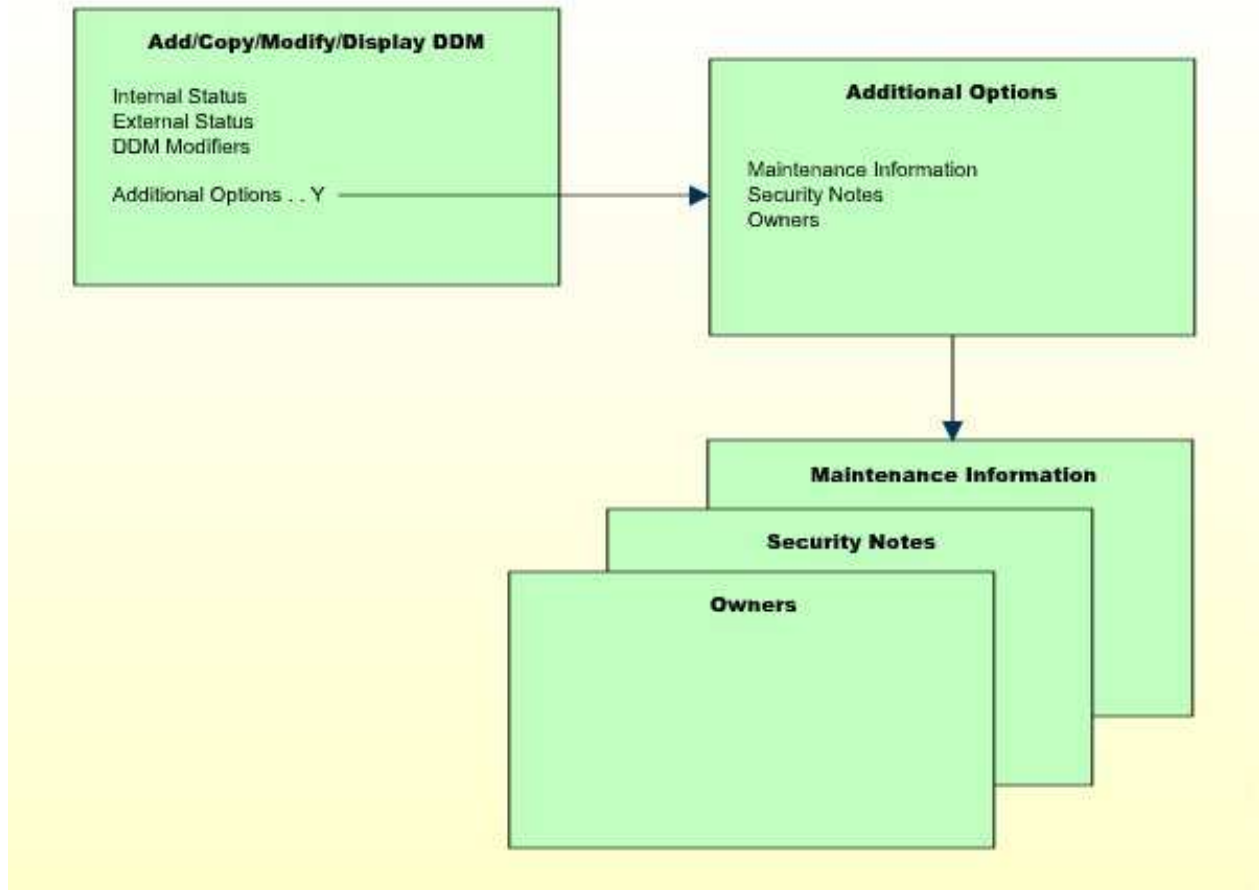 Add/Copy/Modify/Display DDM
Internal Status
External Status
DDM Modifiers
Additional Options . . Y
Additional Options
Maintenance Information
Security Notes
Owners
Maintenance Information
Security Notes
Owners